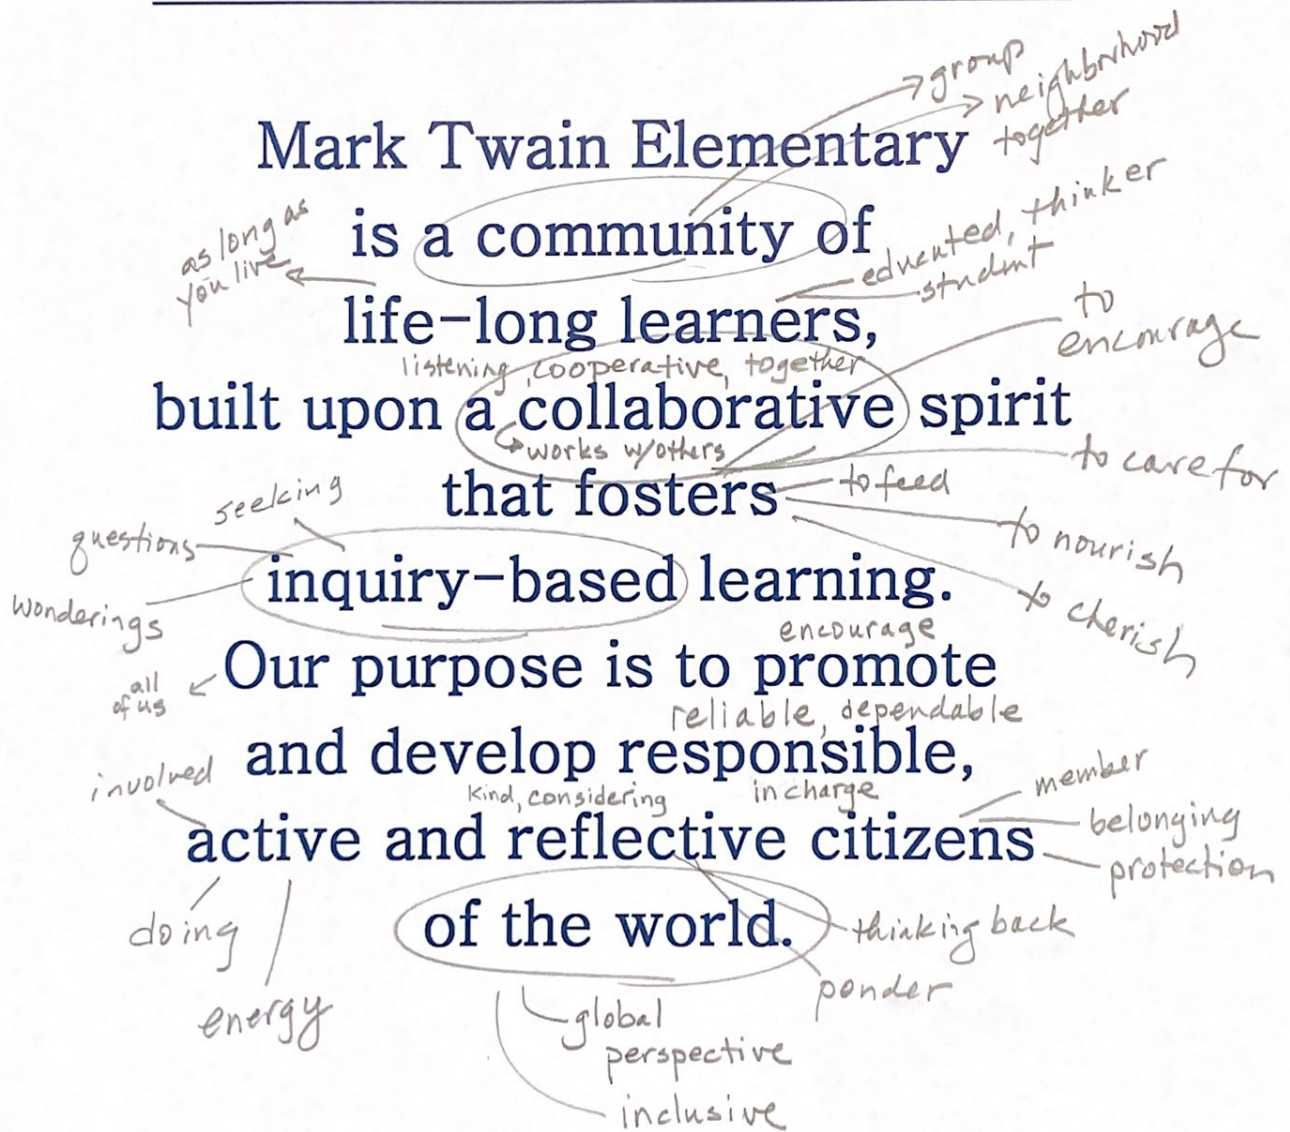 group
neighborhood
together
Mark Twain Elementary
is a community of
as long as
you live
educated, thinker
student
life-long learners,
to
encourage
listening, cooperative, together
built upon a collaborative spirit
works w/others
to care for
that fosters
to feed
seeking
to nourish
questions
inquiry-based learning.
wonderings
to cherish
encourage
Our purpose is to promote
all
of us
reliable, dependable
and develop responsible,
involved
kind, considering
in charge
member
active and reflective citizens
belonging
protection
doing
of the world.
thinking back
energy
ponder
global
perspective
inclusive